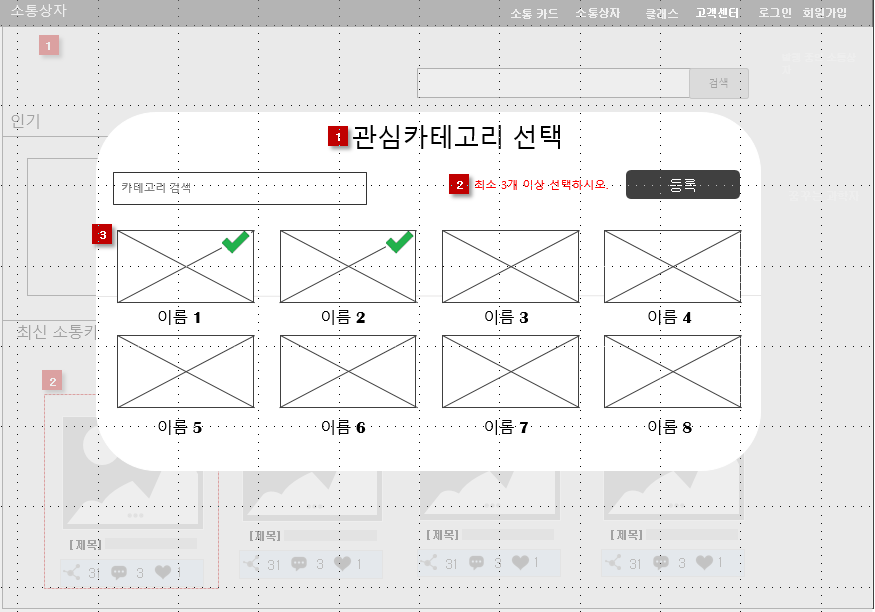 소통상자
소통 카드 소통상자 클래스 고객센터 로그인 회원가입
1
검색
인기
1 관심카테고리 선택
카테고리 검색
2 최소 3개 이상 선택하시오.
등록
3
이름 1 이름 2 이름 3 이름 4
최신 소통카
2
이름 5 이름 6 이름 7 이름 8
[제목] [제목] [제목] [제목]
31 3 1 31 3 1 31 3 1 31 3 1